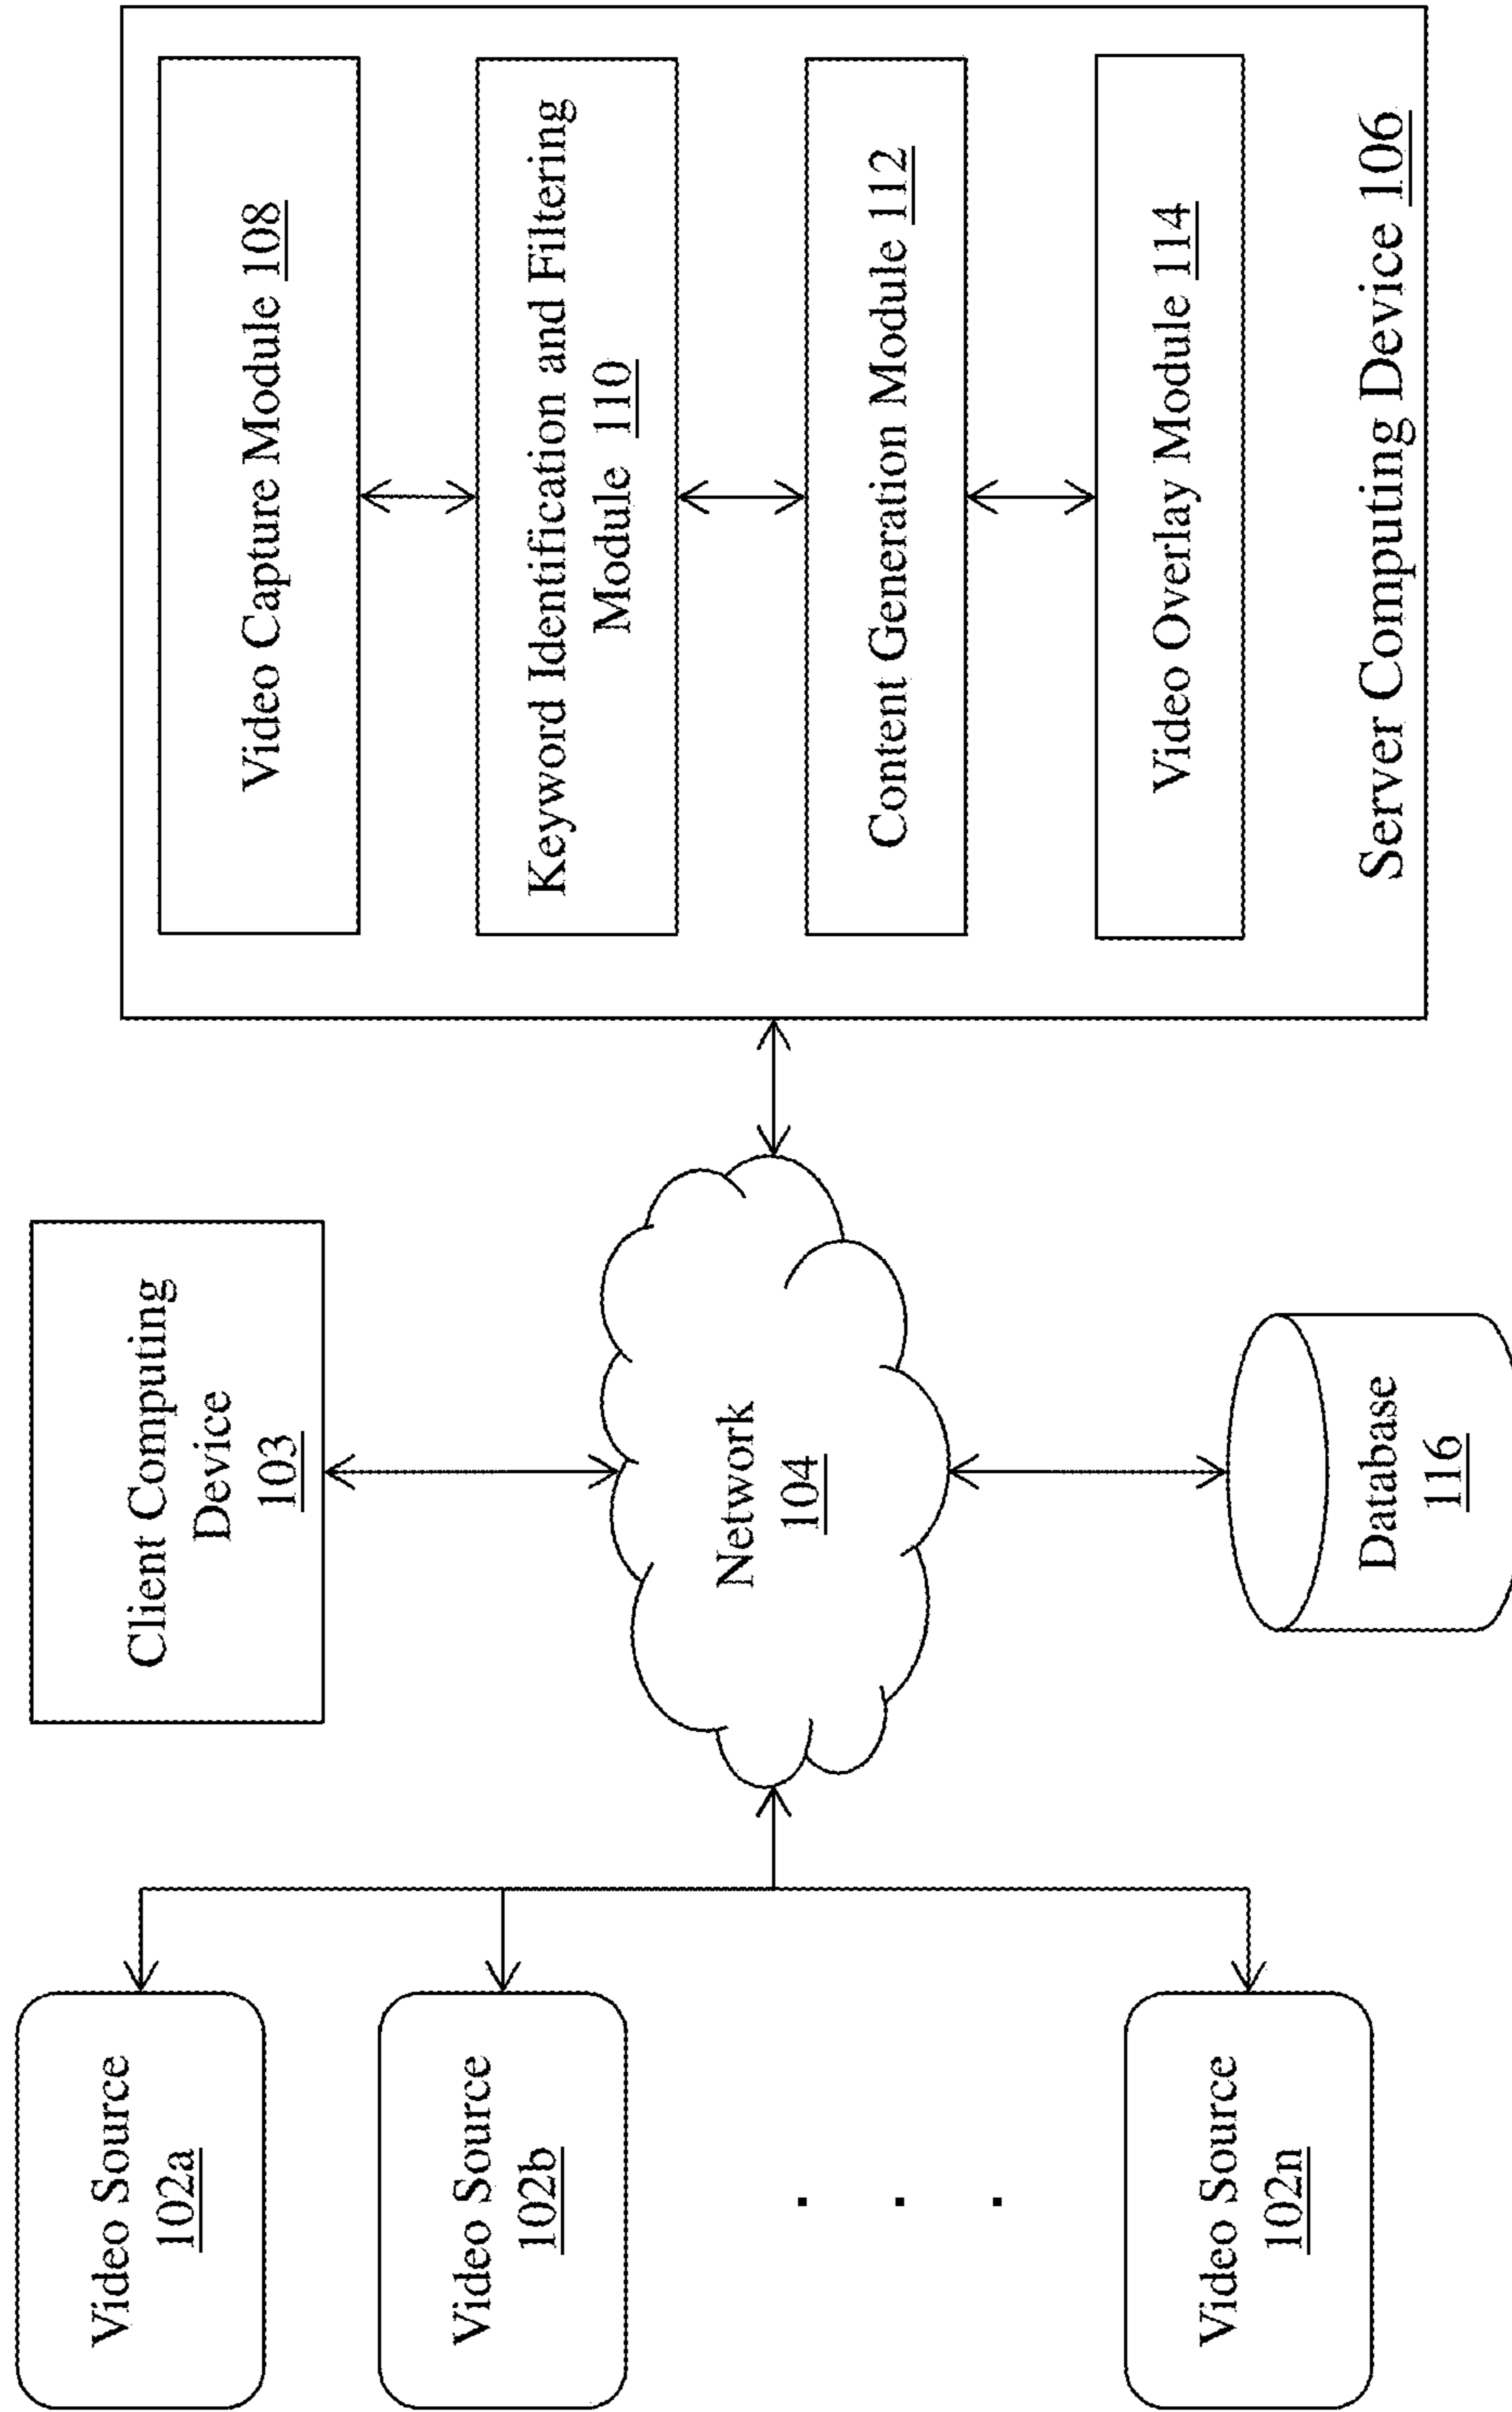 Video Source
102a
Video Source
102b
. . .
Video Source
102n
Client Computing
Device
103
Network
104
Database
116
Video Capture Module 108
Keyword Identification and Filtering
Module 110
Content Generation Module 112
Video Overlay Module 114
Server Computing Device 106